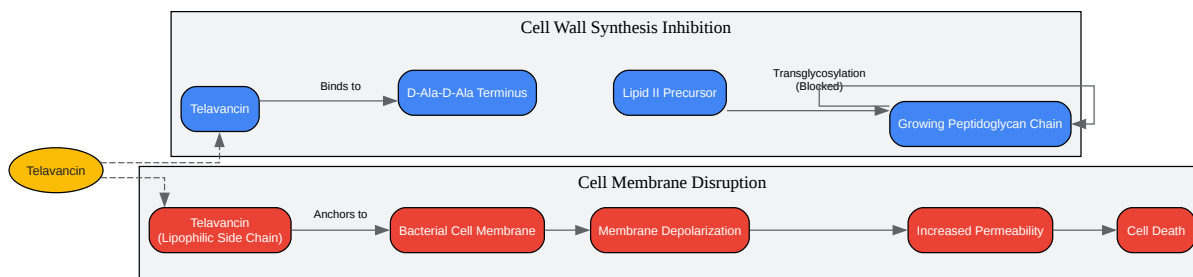 Cell Wall Synthesis Inhibition
Telavancin
Binds to
D-Ala-D-Ala Terminus
Lipid II Precursor
Transglycosylation
(Blocked)
Growing Peptidoglycan Chain
Telavancin
Cell Membrane Disruption
Telavancin
(Lipophilic Side Chain)
Anchors to
Bacterial Cell Membrane
Membrane Depolarization
Increased Permeability
Cell Death